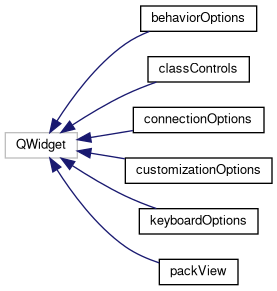 behaviorOptions
classControls
connectionOptions
QWidget
customizationOptions
keyboardOptions
packView